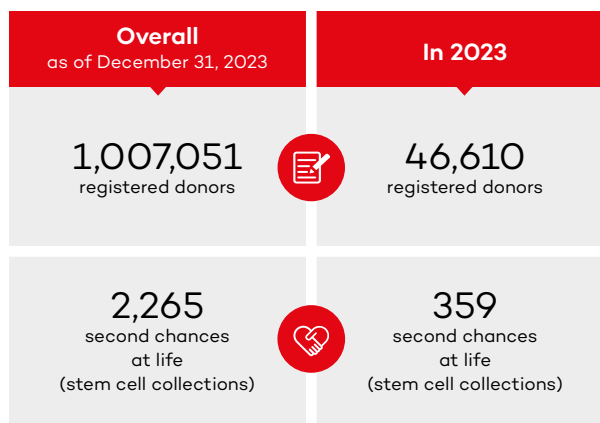 Overall
as of December 31, 2023
In 2023
1,007,051
registered donors
46,610
registered donors
2,265
second chances
at life
(stem cell collections)
359
second chances
at life
(stem cell collections)